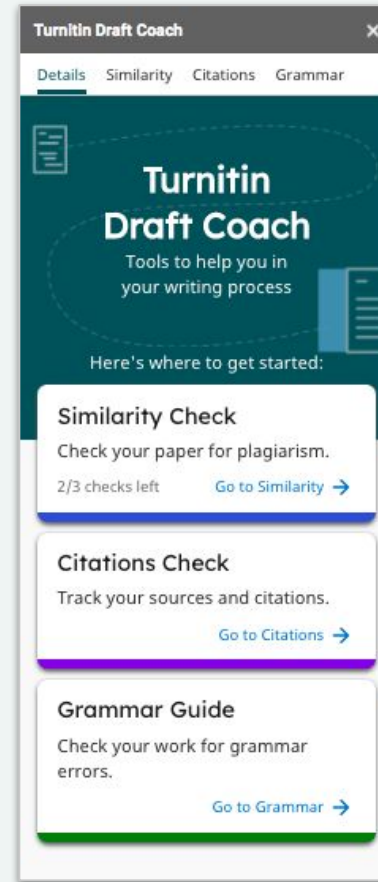 Turnitin Draft Coach ×
Details Similarity Citations Grammar
Turnitin
Draft Coach
Tools to help you in
your writing process
Here's where to get started:
Similarity Check
Check your paper for plagiarism.
2/3 checks left Go to Similarity →
Citations Check
Track your sources and citations.
Go to Citations →
Grammar Guide
Check your work for grammar
errors.
Go to Grammar →